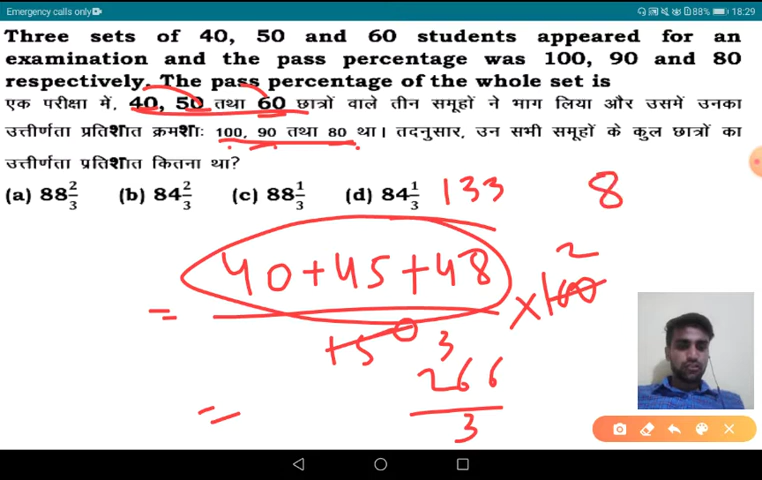 Emergency calls only 88% 18:29
Three sets of 40, 50 and 60 students appeared for an
examination and the pass percentage was 100, 90 and 80
respectively. The pass percentage of the whole set is
एक परीक्षा में, 40, 50 तथा 60 छात्रों वाले तीन समूहों ने भाग लिया और उसमें उनका
उत्तीर्णता प्रतिशत क्रमशः 100, 90 तथा 80 था। तदनुसार, उन सभी समूहों के कुल छात्रों का
त्तीर्णता प्रतिशत कितना था?
(a) 88 2/3 (b) 84 2/3 (c) 88 1/3 (d) 84 1/3 133 8
= 40+45+48 / 150 × 100 2
3
= 266/3